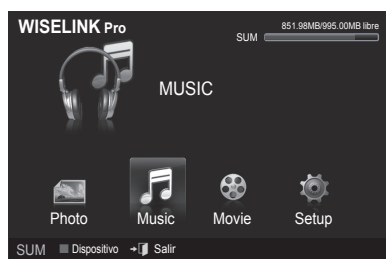 WISELINK Pro
851.98MB/995.00MB libre
SUM
MUSIC
Photo Music Movie Setup
SUM Dispositivo Salir